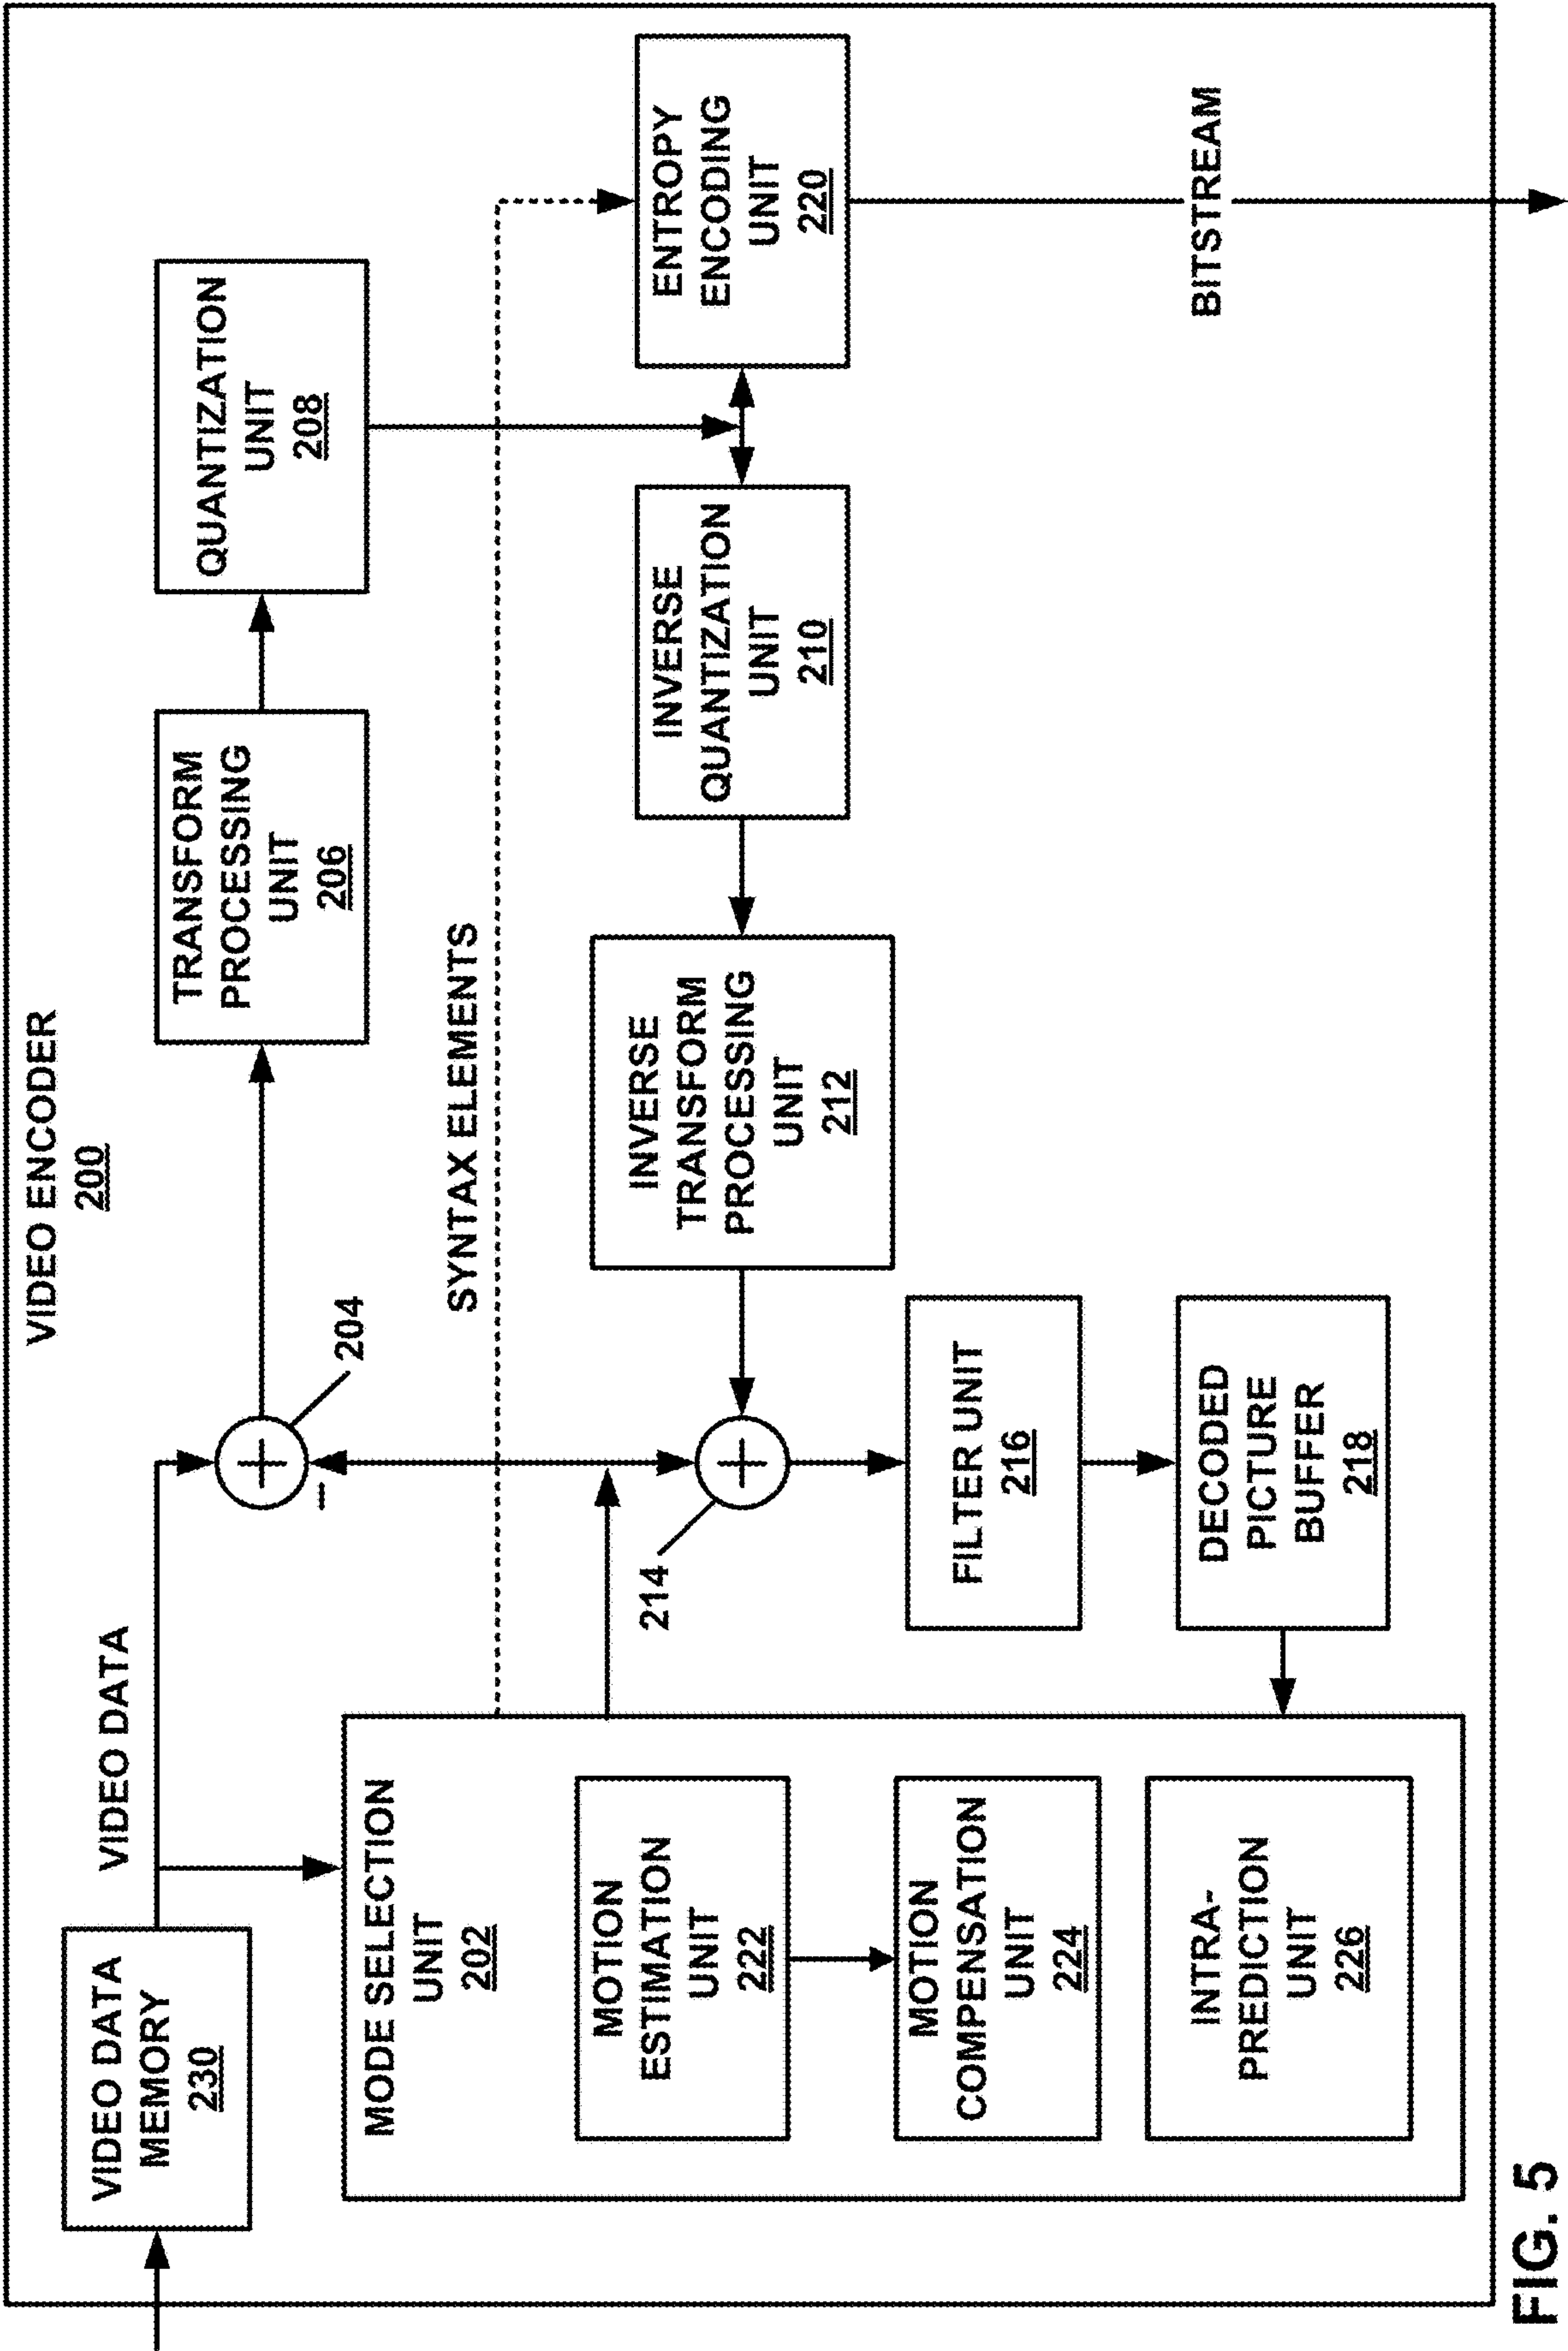 VIDEO ENCODER
200
VIDEO DATA
MEMORY
230
VIDEO DATA
204
TRANSFORM
PROCESSING
UNIT
206
QUANTIZATION
UNIT
208
MODE SELECTION
UNIT
202
SYNTAX ELEMENTS
-
MOTION
ESTIMATION
UNIT
222
MOTION
COMPENSATION
UNIT
224
INTRA-
PREDICTION
UNIT
226
214
INVERSE
TRANSFORM
PROCESSING
UNIT
212
INVERSE
QUANTIZATION
UNIT
210
ENTROPY
ENCODING
UNIT
220
FILTER UNIT
216
DECODED
PICTURE
BUFFER
218
BITSTREAM
FIG. 5